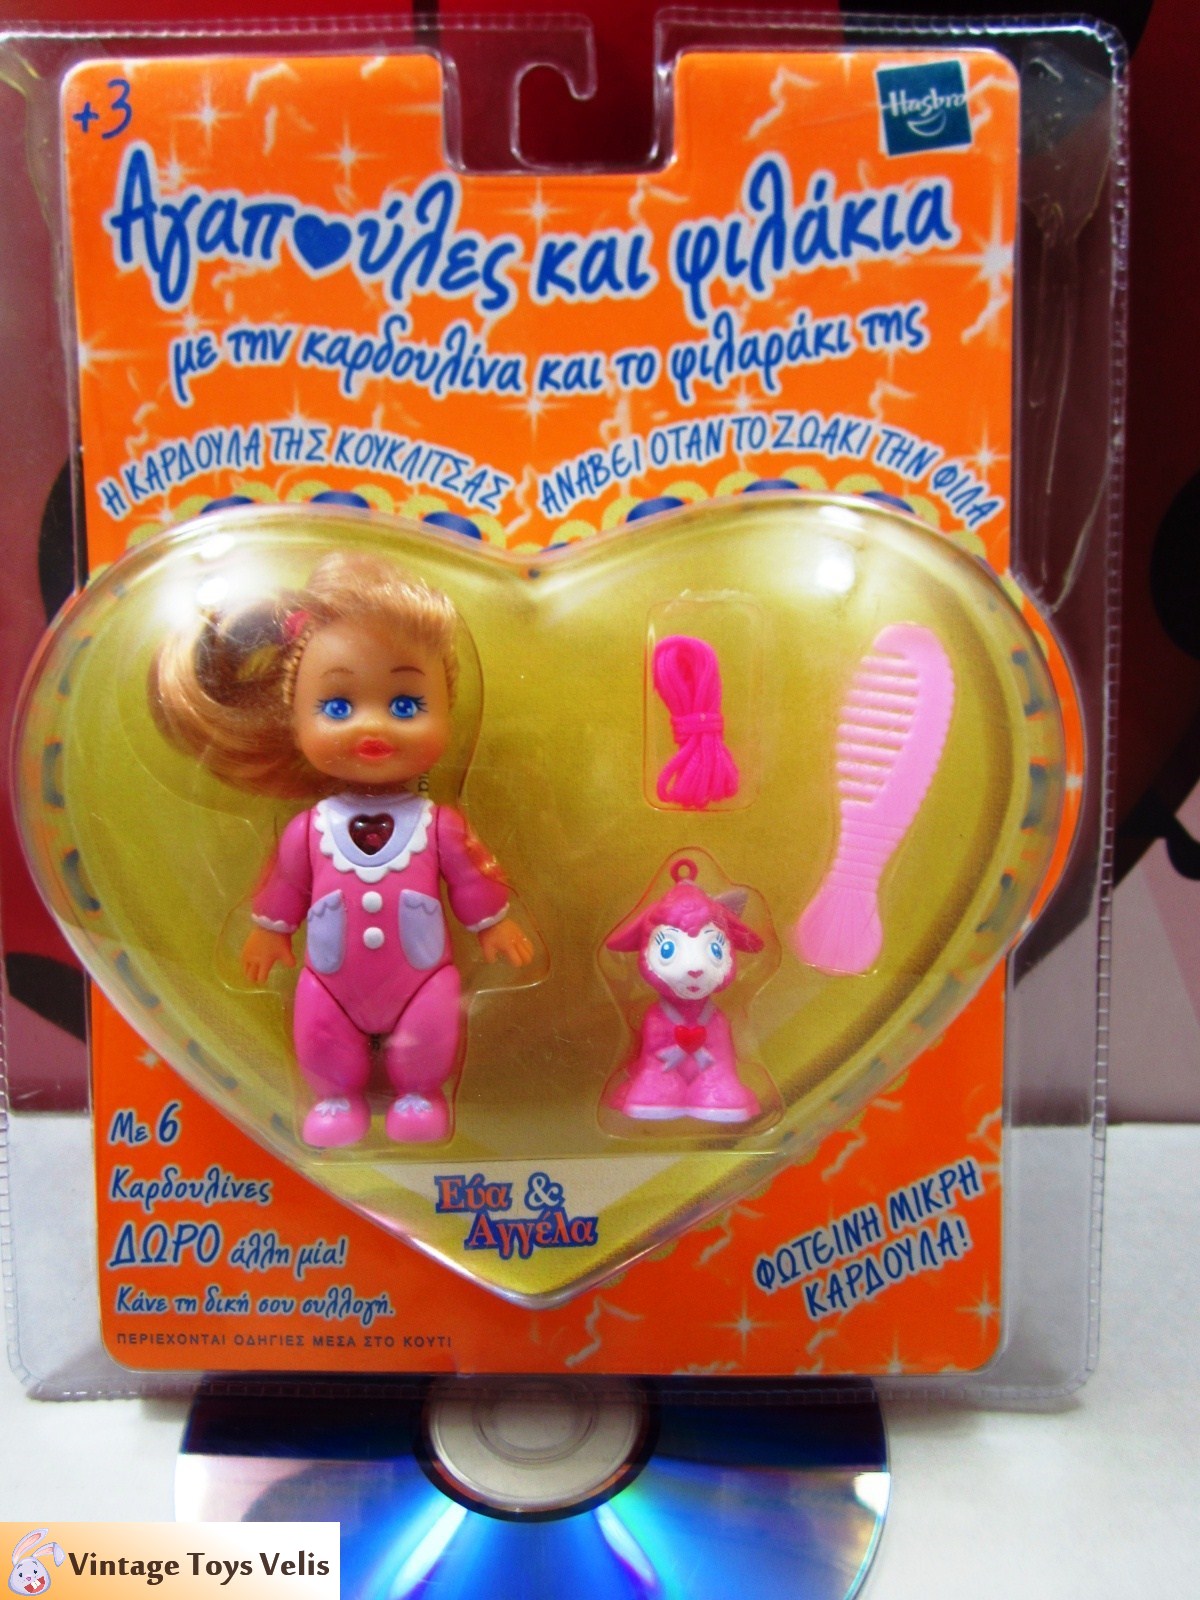 +3
Hasbro
Αγαπούλες και φιλάκια
με την καρδουλίνα και το φιλαράκι της
Η ΚΑΡΔΟΥΛΑ ΤΗΣ ΚΟΥΚΛΙΤΣΑΣ ΑΝΑΒΕΙ ΟΤΑΝ ΤΟ ΖΩΑΚΙ ΤΗΝ ΦΙΛΑ
Με 6
Καρδουλίνες
ΔΩΡΟ άλλη μία!
Κάνε τη δική σου συλλογή.
ΠΕΡΙΕΧΟΝΤΑΙ ΟΔΗΓΙΕΣ ΜΕΣΑ ΣΤΟ ΚΟΥΤΙ
Εύα &
Αγγέλα
ΦΩΤΕΙΝΗ ΜΙΚΡΗ
ΚΑΡΔΟΥΛΑ!
Vintage Toys Velis